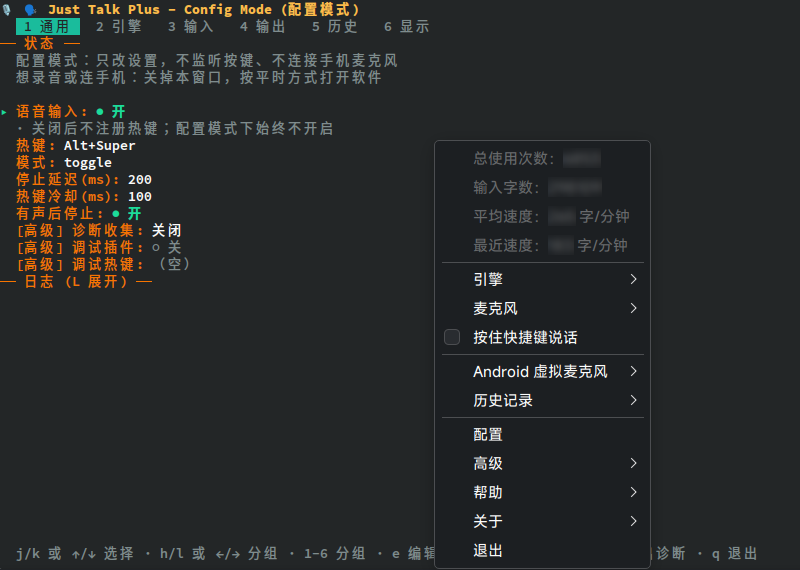 Just Talk Plus - Config Mode (配置模式)
1 通用 2 引擎 3 输入 4 输出 5 历史 6 显示
状态
配置模式：只改设置，不监听按键、不连接手机麦克风
想录音或连手机：关掉本窗口，按平时方式打开软件
▸ 语音输入: ● 开
· 关闭后不注册热键；配置模式下始终不开启
热键: Alt+Super
模式: toggle
停止延迟(ms): 200
热键冷却(ms): 100
有声后停止: ● 开
[高级] 诊断收集: 关闭
[高级] 调试插件: ○ 关
[高级] 调试热键: （空）
日志 (L 展开)
总使用次数:
输入字数:
平均速度: 字/分钟
最近速度: 字/分钟
引擎
麦克风
按住快捷键说话
Android 虚拟麦克风
历史记录
配置
高级
帮助
关于
退出
j/k 或 ↑/↓ 选择 · h/l 或 ←/→ 分组 · 1-6 分组 · e 编辑 诊断 · q 退出